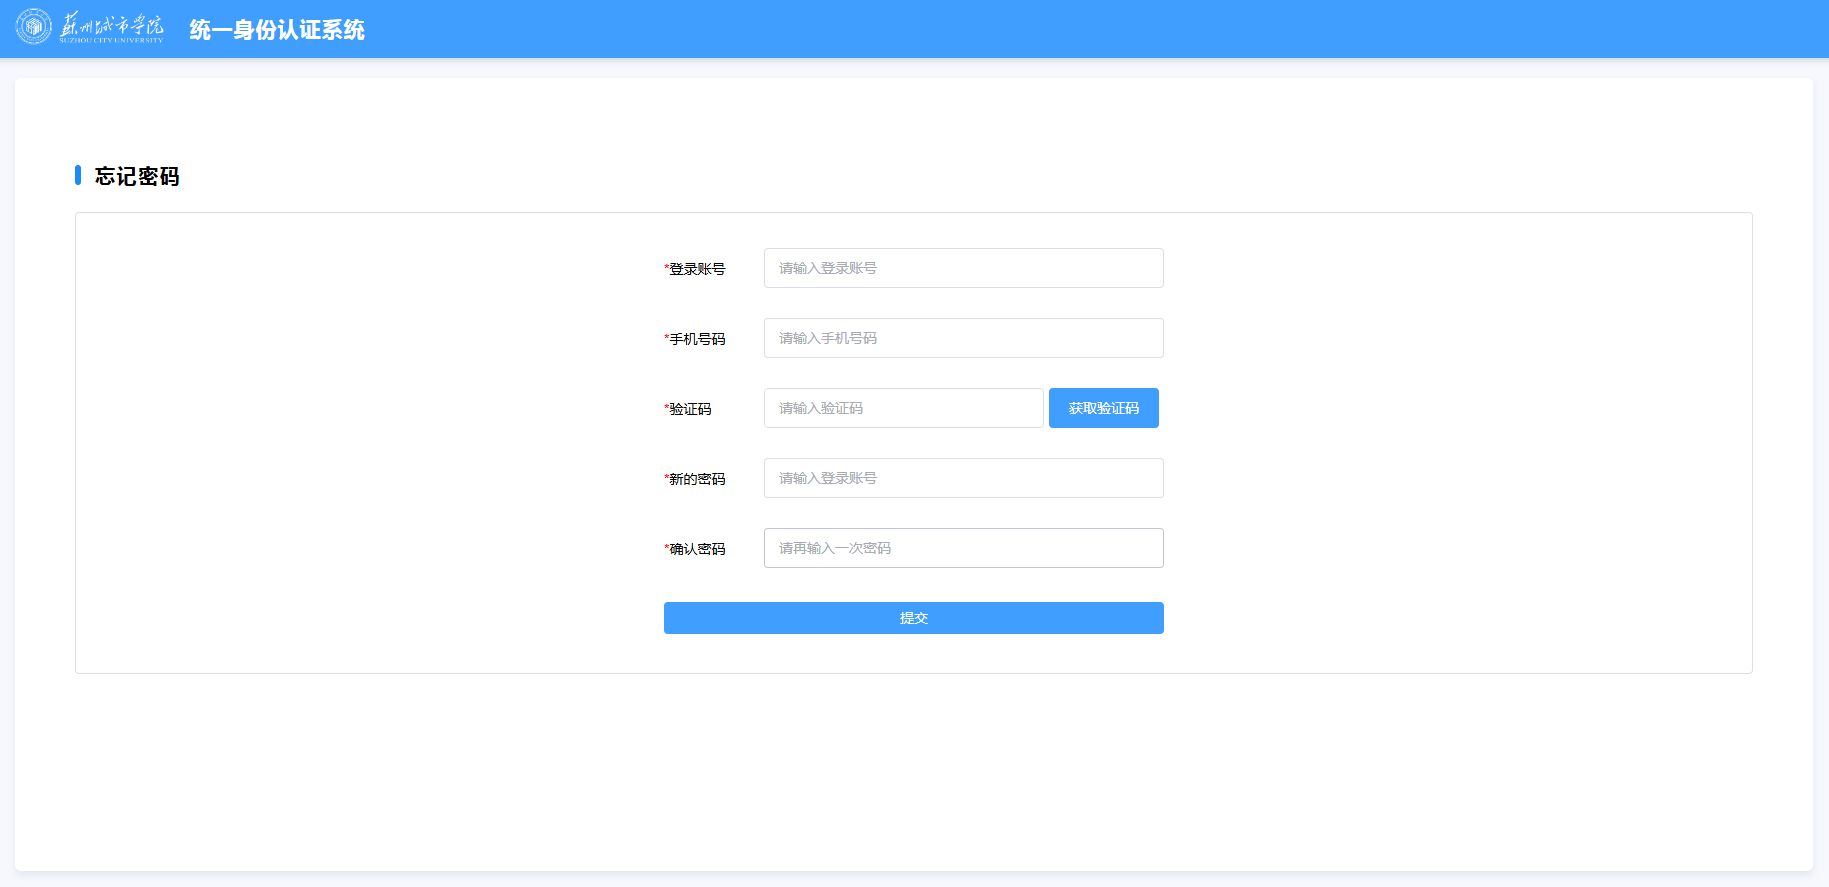 蘇州城市学院
SUZHOU CITY UNIVERSITY
统一身份认证系统
忘记密码
*登录账号 请输入登录账号
*手机号码 请输入手机号码
*验证码 请输入验证码 获取验证码
*新的密码 请输入登录账号
*确认密码 请再输入一次密码
提交